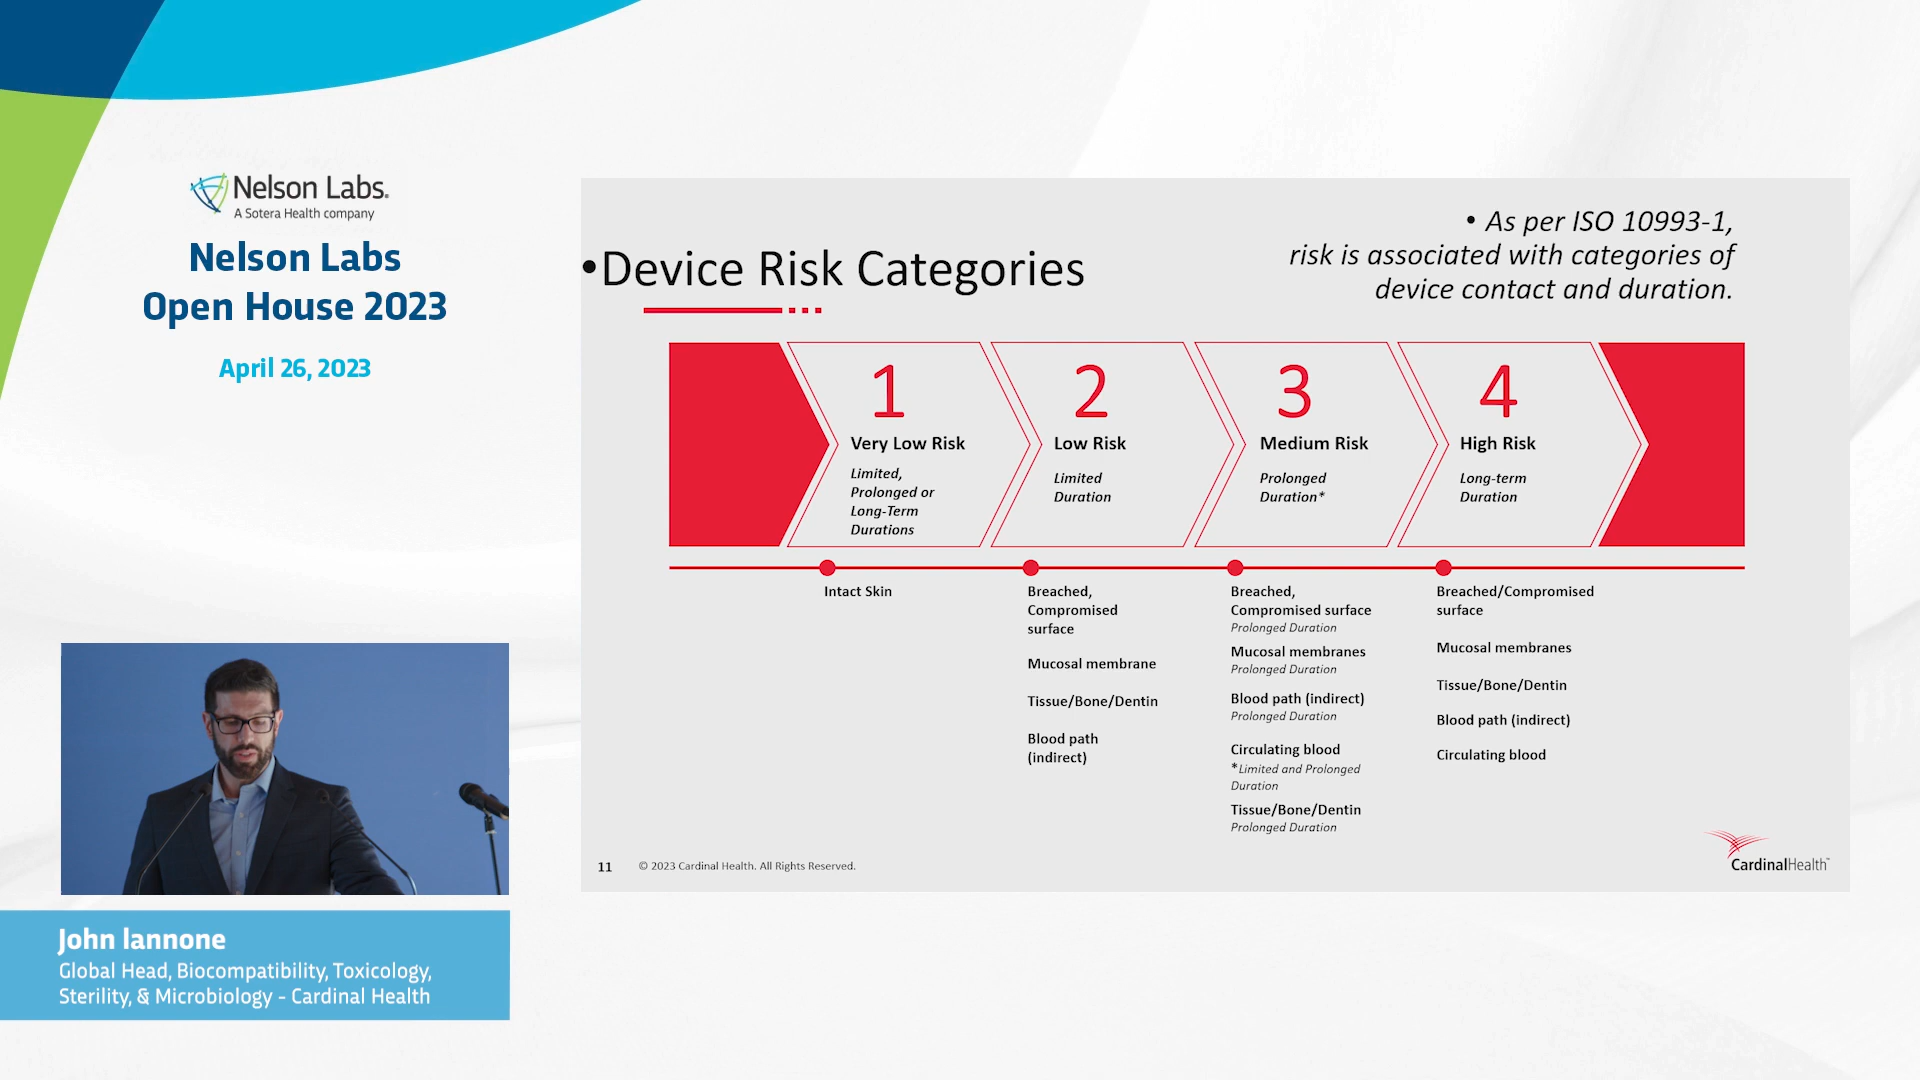 Nelson Labs.
A Sotera Health company
Nelson Labs
Open House 2023
April 26, 2023
• As per ISO 10993-1,
risk is associated with categories of
device contact and duration.
•Device Risk Categories
1
Very Low Risk
Limited,
Prolonged or
Long-Term
Durations
2
Low Risk
Limited
Duration
3
Medium Risk
Prolonged
Duration*
4
High Risk
Long-term
Duration
Intact Skin
Breached,
Compromised
surface
Mucosal membrane
Tissue/Bone/Dentin
Blood path
(indirect)
Breached,
Compromised surface
Prolonged Duration
Mucosal membranes
Prolonged Duration
Blood path (indirect)
Prolonged Duration
Circulating blood
*Limited and Prolonged
Duration
Tissue/Bone/Dentin
Prolonged Duration
Breached/Compromised
surface
Mucosal membranes
Tissue/Bone/Dentin
Blood path (indirect)
Circulating blood
11
© 2023 Cardinal Health. All Rights Reserved.
CardinalHealth™
John Iannone
Global Head, Biocompatibility, Toxicology,
Sterility, & Microbiology - Cardinal Health